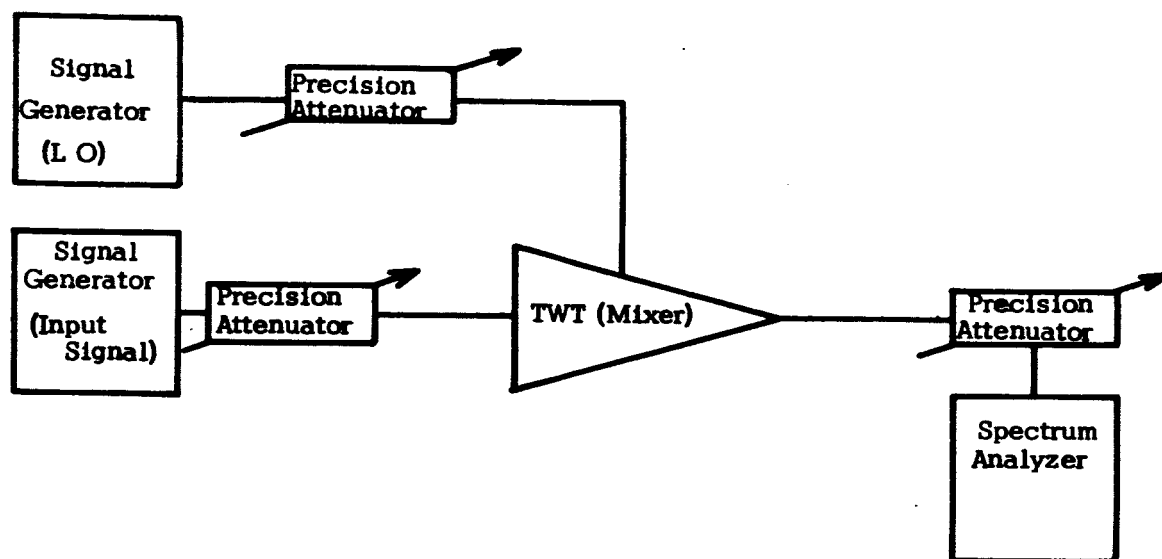 Signal
Generator
(L O)
Precision
Attenuator
Signal
Generator
(Input
Signal)
Precision
Attenuator
TWT (Mixer)
Precision
Attenuator
Spectrum
Analyzer